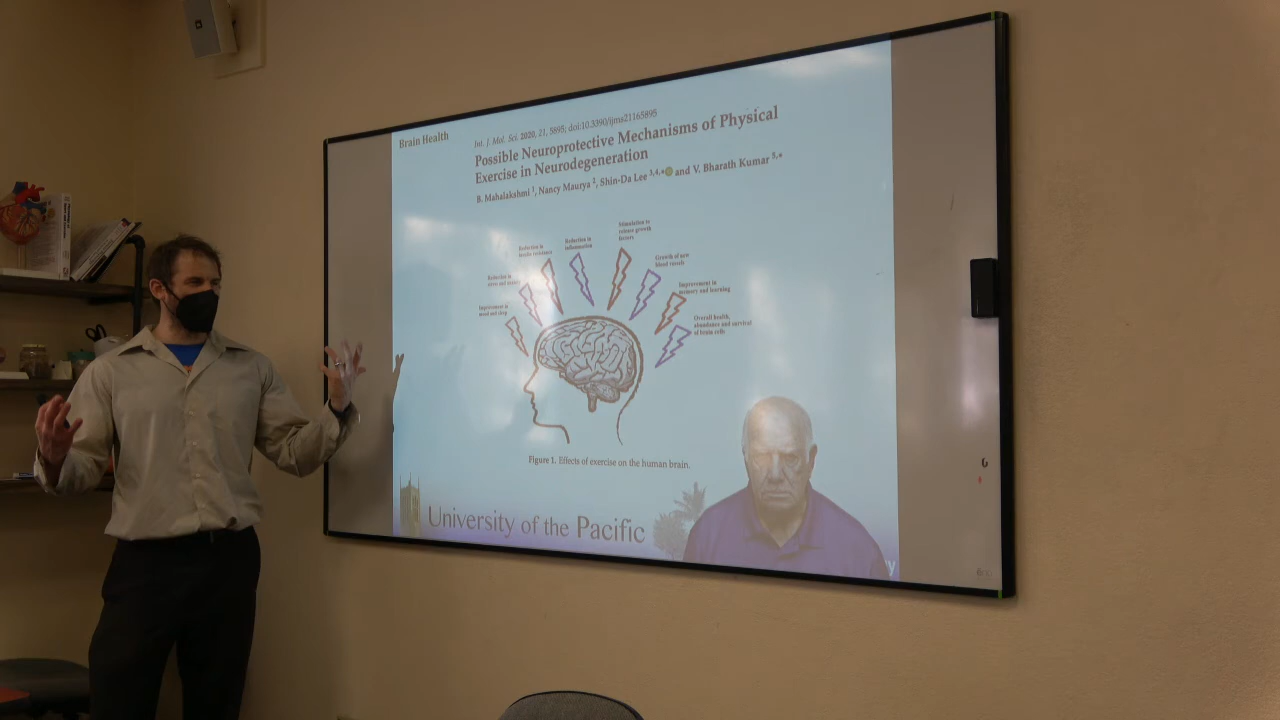 Brain Health
Int. J. Mol. Sci. 2020, 21, 5895; doi:10.3390/ijms21165895
Possible Neuroprotective Mechanisms of Physical
Exercise in Neurodegeneration
B. Mahalakshmi 1, Nancy Maurya 2, Shin-Da Lee 3,4,* and V. Bharath Kumar 5,*
Improvement in
mood and sleep
Reduction in
Reduction in
insulin resistance
Reduction in
inflammation
Stimulation to
release growth
factors
Growth of new
blood vessels
Improvement in
memory and learning
Overall health,
abundance and survival
of brain cells
Figure 1. Effects of exercise on the human brain.
University of the Pacific